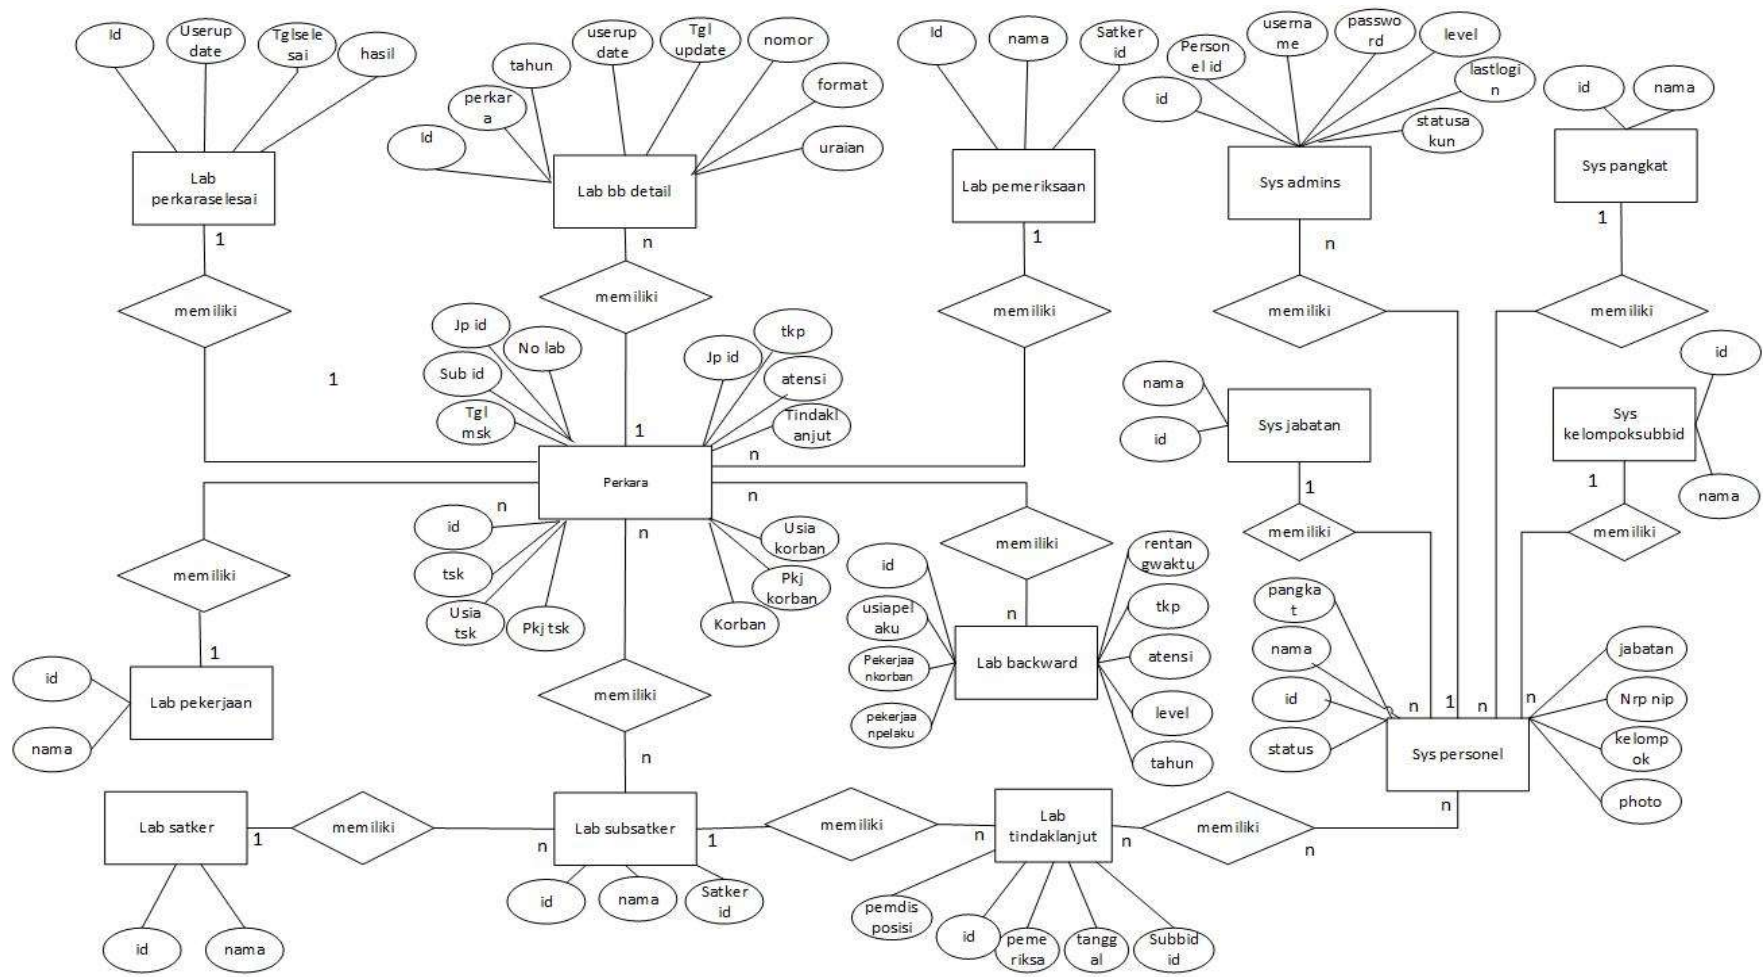 Id
Userup
date
Tglsele
sai
hasil
Lab
perkaraselesai
1
memiliki
1
Id
perkar
a
tahun
userup
date
Tgl
update
nomor
format
uraian
Lab bb detail
n
memiliki
1
Id
nama
Satker
id
Lab pemeriksaan
1
memiliki
n
id
Person
el id
userna
me
passwo
rd
level
lastlogi
n
statusa
kun
Sys admins
n
memiliki
1
id
nama
Sys pangkat
1
memiliki
n
Jp id
No lab
Sub id
Tgl
msk
Jp id
tkp
atensi
Tindakl
anjut
Perkara
n
n
n
id
tsk
Usia
tsk
Pkj tsk
Usia
korban
Pkj
korban
Korban
nama
id
Sys jabatan
1
memiliki
n
id
Sys
kelompoksubbid
nama
1
memiliki
n
memiliki
1
id
nama
Lab pekerjaan
memiliki
n
memiliki
n
id
usiapel
aku
Pekerjaa
nkorban
pekerjaa
npelaku
Lab backward
rentan
gwaktu
tkp
atensi
level
tahun
pangka
t
nama
id
status
Sys personel
jabatan
Nrp nip
kelomp
ok
photo
n
Lab satker
1
memiliki
n
id
nama
Lab subsatker
1
id
nama
Satker
id
memiliki
n
Lab
tindaklanjut
n
memiliki
n
pemdis
posisi
id
peme
riksa
tangg
al
Subbid
id